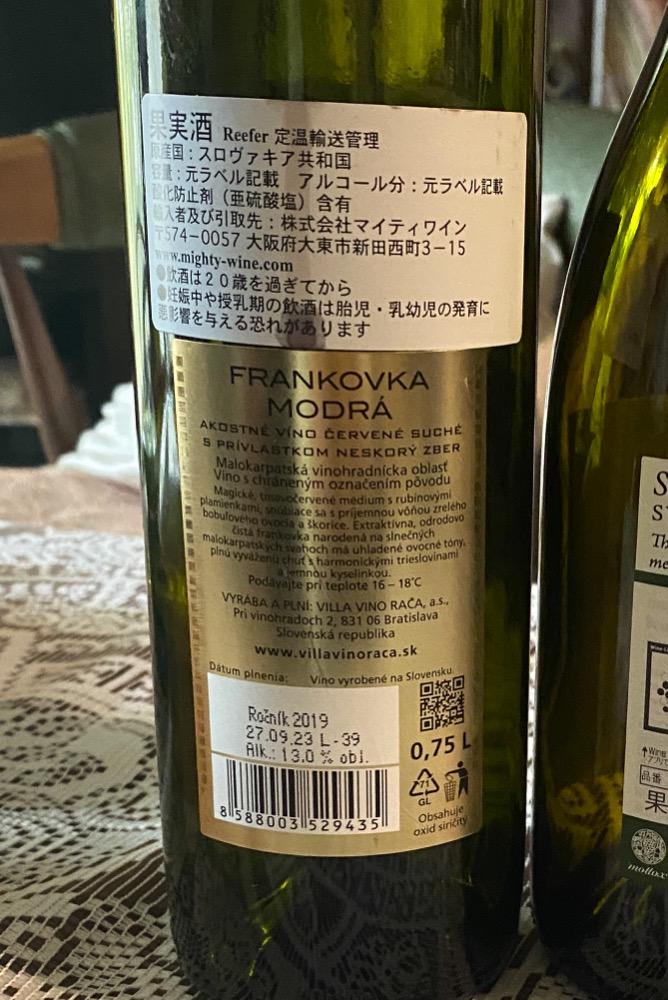 果実酒 Reefer 定温輸送管理
原産国：スロヴァキア共和国
容量：元ラベル記載 アルコール分：元ラベル記載
酸化防止剤（亜硫酸塩）含有
輸入者及び引取先：株式会社マイティワイン
〒574-0057 大阪府大東市新田西町3-15
www.mighty-wine.com
●飲酒は２０歳を過ぎてから
●妊娠中や授乳期の飲酒は胎児・乳幼児の発育に
悪影響を与える恐れがあります
FRANKOVKA
MODRÁ
AKOSTNÉ VÍNO ČERVENÉ SUCHÉ
S PRÍVLASTKOM NESKORÝ ZBER
Malokarpatská vinohradnícka oblasť
Víno s chráneným označením pôvodu
Magické, tmavočervené médium s rubínovými
plamienkami, snúbiace sa s príjemnou vôňou zrelého
bobuľového ovocia a škorice. Extraktívna, odrodovo
čistá frankovka narodená na slnečných
malokarpatských svahoch má uhladené ovocné tóny,
plnú vyváženú chuť s harmonickými trieslovinami
a jemnou kyselinkou.
Podávajte pri teplote 16 – 18°C
VYRÁBA A PLNÍ: VILLA VINO RAČA, a.s.,
Pri vinohradoch 2, 831 06 Bratislava
Slovenská republika
www.villavinoraca.sk
Dátum plnenia: Víno vyrobené na Slovensku.
Ročník 2019
27.09.23 L-39
Alk.: 13.0 % obj.
0,75 L
71
GL
Obsahuje
oxid siričitý
8 588003 529435
S
Th
me
品番
果
mottox